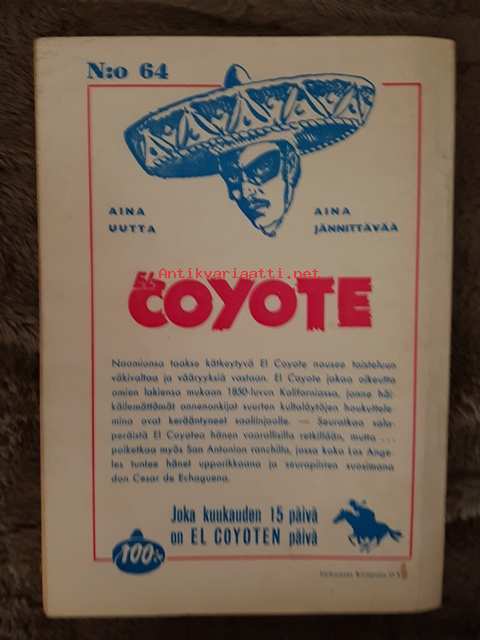 N:o 64
AINA
UUTTA
AINA
JÄNNITTÄVÄÄ
Antikvariaatti.net
EL
COYOTE
Naamionsa taakse kätkeytyvä El Coyote nousee taisteluun
väkivaltaa ja vääryyksiä vastaan. El Coyote jakaa oikeutta
omien lakiensa mukaan 1850-luvun Kaliforniassa, jonne häi-
käilemättömät onnenonkijat suurten kultalöytöjen houkuttele-
mina ovat kerääntyneet saaliinjaolle. — Seuratkaa sala-
peräistä El Coyotea hänen vaarallisilla retkillään, mutta ...
poiketkaa myös San Antonion ranchilla, jossa koko Los Ange-
les tuntee hänet upporikkaana ja seurapiirien suosimana
don Cesar de Echaguena.
Joka kuukauden 15 päivä
on EL COYOTEN päivä
100:-